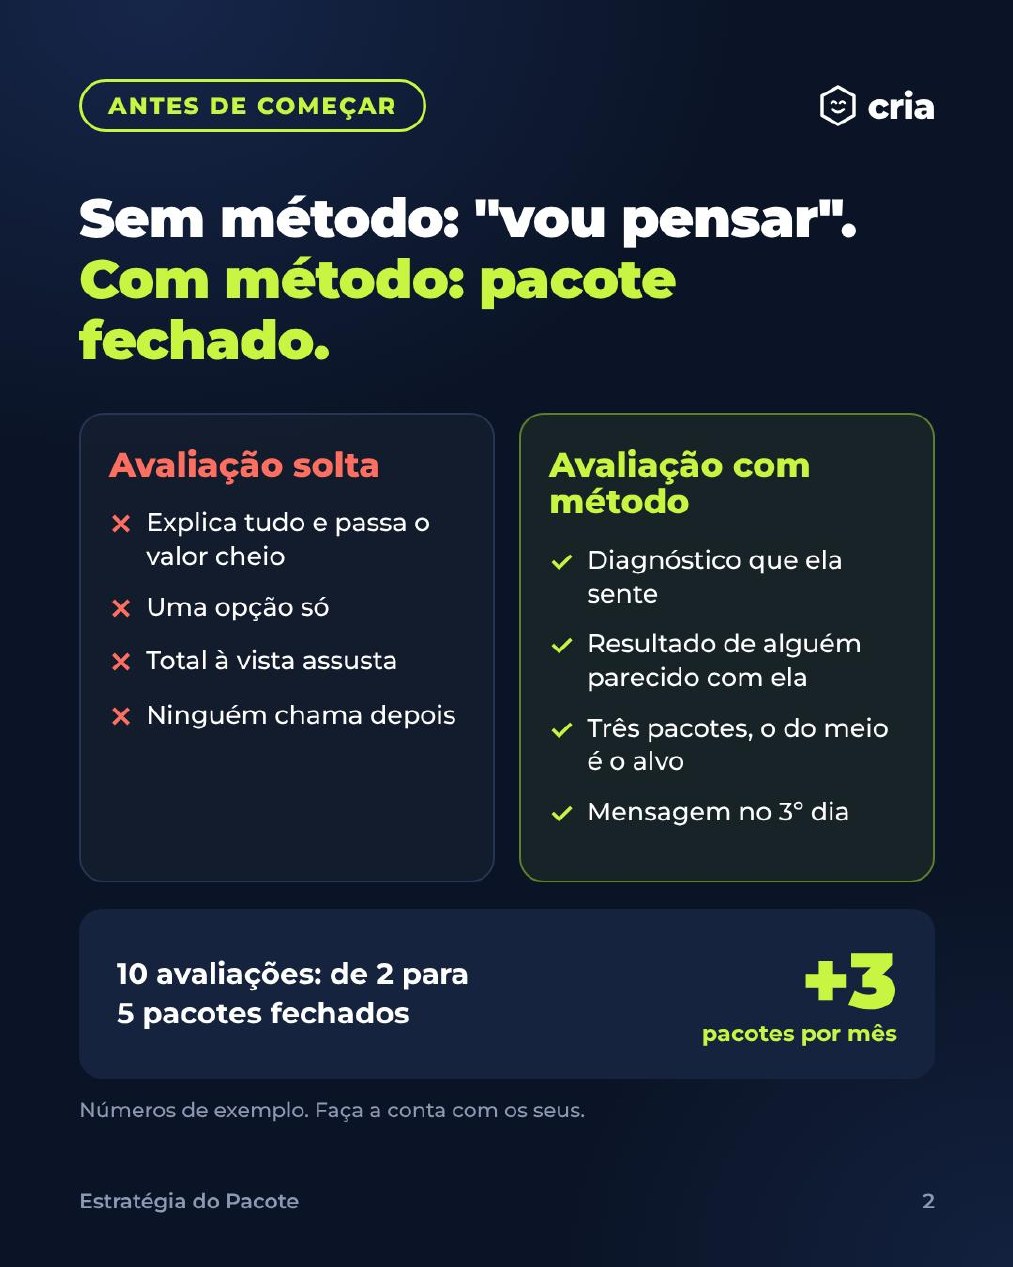 ANTES DE COMEÇAR
cria
Sem método: "vou pensar".
Com método: pacote
fechado.
Avaliação solta
Explica tudo e passa o
valor cheio
Uma opção só
Total à vista assusta
Ninguém chama depois
Avaliação com
método
Diagnóstico que ela
sente
Resultado de alguém
parecido com ela
Três pacotes, o do meio
é o alvo
Mensagem no 3º dia
10 avaliações: de 2 para
5 pacotes fechados
+3
pacotes por mês
Números de exemplo. Faça a conta com os seus.
Estratégia do Pacote
2